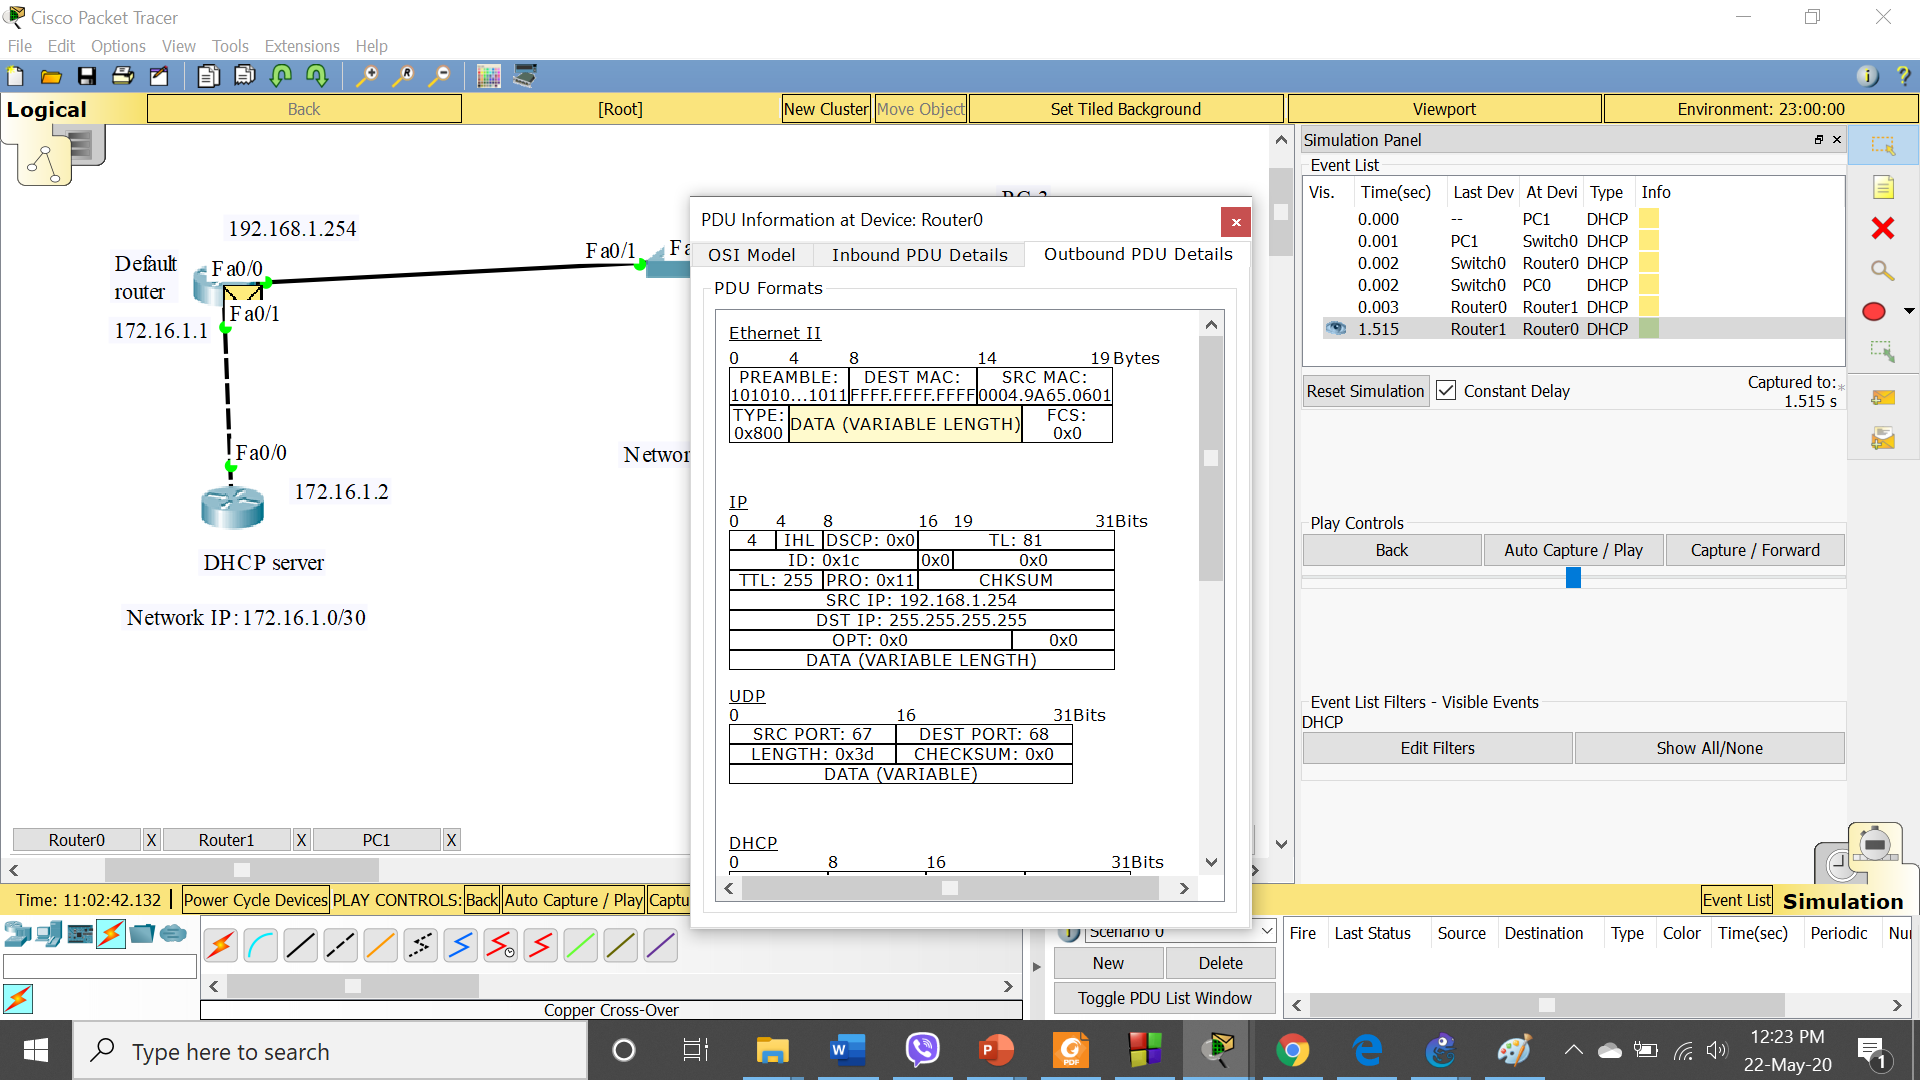 Cisco Packet Tracer
File Edit Options View Tools Extensions Help
Logical Back [Root] New Cluster Move Object Set Tiled Background Viewport Environment: 23:00:00
192.168.1.254
Default
router
Fa0/0
Fa0/1
172.16.1.1
Fa0/1
Fa
Fa0/0
172.16.1.2
DHCP server
Network IP: 172.16.1.0/30
Networ
PDU Information at Device: Router0
OSI Model Inbound PDU Details Outbound PDU Details
PDU Formats
Ethernet II
0 4 8 14 19 Bytes
PREAMBLE: DEST MAC: SRC MAC:
101010...1011 FFFF.FFFF.FFFF 0004.9A65.0601
TYPE: DATA (VARIABLE LENGTH) FCS:
0x800 0x0
IP
0 4 8 16 19 31 Bits
4 IHL DSCP: 0x0 TL: 81
ID: 0x1c 0x0 0x0
TTL: 255 PRO: 0x11 CHKSUM
SRC IP: 192.168.1.254
DST IP: 255.255.255.255
OPT: 0x0 0x0
DATA (VARIABLE LENGTH)
UDP
0 16 31 Bits
SRC PORT: 67 DEST PORT: 68
LENGTH: 0x3d CHECKSUM: 0x0
DATA (VARIABLE)
DHCP
0 8 16 31 Bits
Simulation Panel
Event List
Vis. Time(sec) Last Dev At Devi Type Info
0.000 -- PC1 DHCP
0.001 PC1 Switch0 DHCP
0.002 Switch0 Router0 DHCP
0.002 Switch0 PC0 DHCP
0.003 Router0 Router1 DHCP
1.515 Router1 Router0 DHCP
Reset Simulation Constant Delay Captured to: *
1.515 s
Play Controls
Back Auto Capture / Play Capture / Forward
Event List Filters - Visible Events
DHCP
Edit Filters Show All/None
Router0 X Router1 X PC1 X
Time: 11:02:42.132 Power Cycle Devices PLAY CONTROLS: Back Auto Capture / Play Captu
Event List Simulation
Copper Cross-Over
Scenario 0
New Delete
Toggle PDU List Window
Fire Last Status Source Destination Type Color Time(sec) Periodic Nu
Type here to search
12:23 PM
22-May-20
1